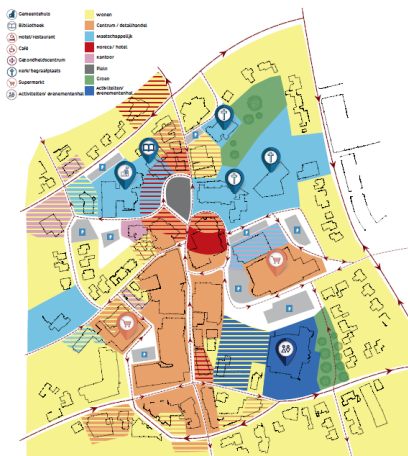 Gemeentehuis
Bibliotheek
Hotel/restaurant
Café
Gezondheidscentrum
Kerk/begraafplaats
Supermarkt
Activiteiten/ evenementenhal
Wonen
Centrum / detailhandel
Maatschappelijk
Horeca/ hotel
Kantoor
Plein
Groen
Activiteiten/
evenementenhal
P
P
P
P
P
P
P
P